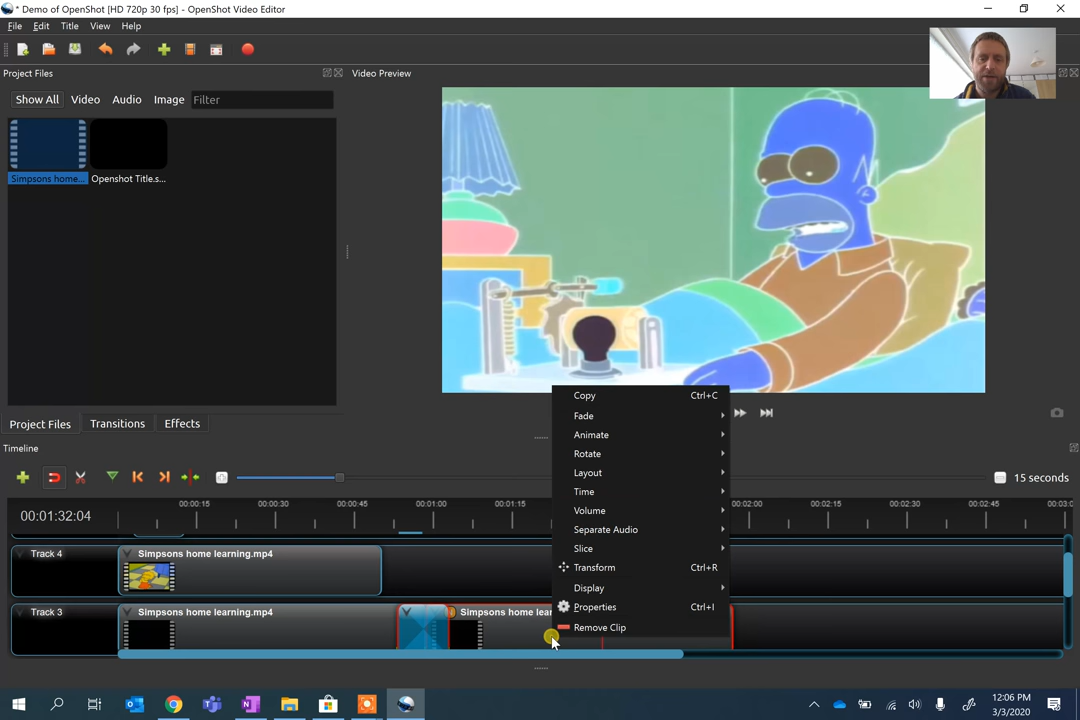 * Demo of OpenShot [HD 720p 30 fps] - OpenShot Video Editor
File Edit Title View Help
Project Files
Video Preview
Show All Video Audio Image Filter
Simpsons home... Openshot Title.s...
Project Files Transitions Effects
Copy Ctrl+C
Fade
Animate
Rotate
Layout
Time
Volume
Separate Audio
Slice
Transform Ctrl+R
Display
Properties Ctrl+I
Remove Clip
Timeline
15 seconds
00:01:32:04
00:00:15 00:00:30 00:00:45 00:01:00 00:01:15 00:02:00 00:02:15 00:02:30 00:02:45 00:03:0
Track 4 Simpsons home learning.mp4
Track 3 Simpsons home learning.mp4 Simpsons home lear
12:06 PM
3/3/2020